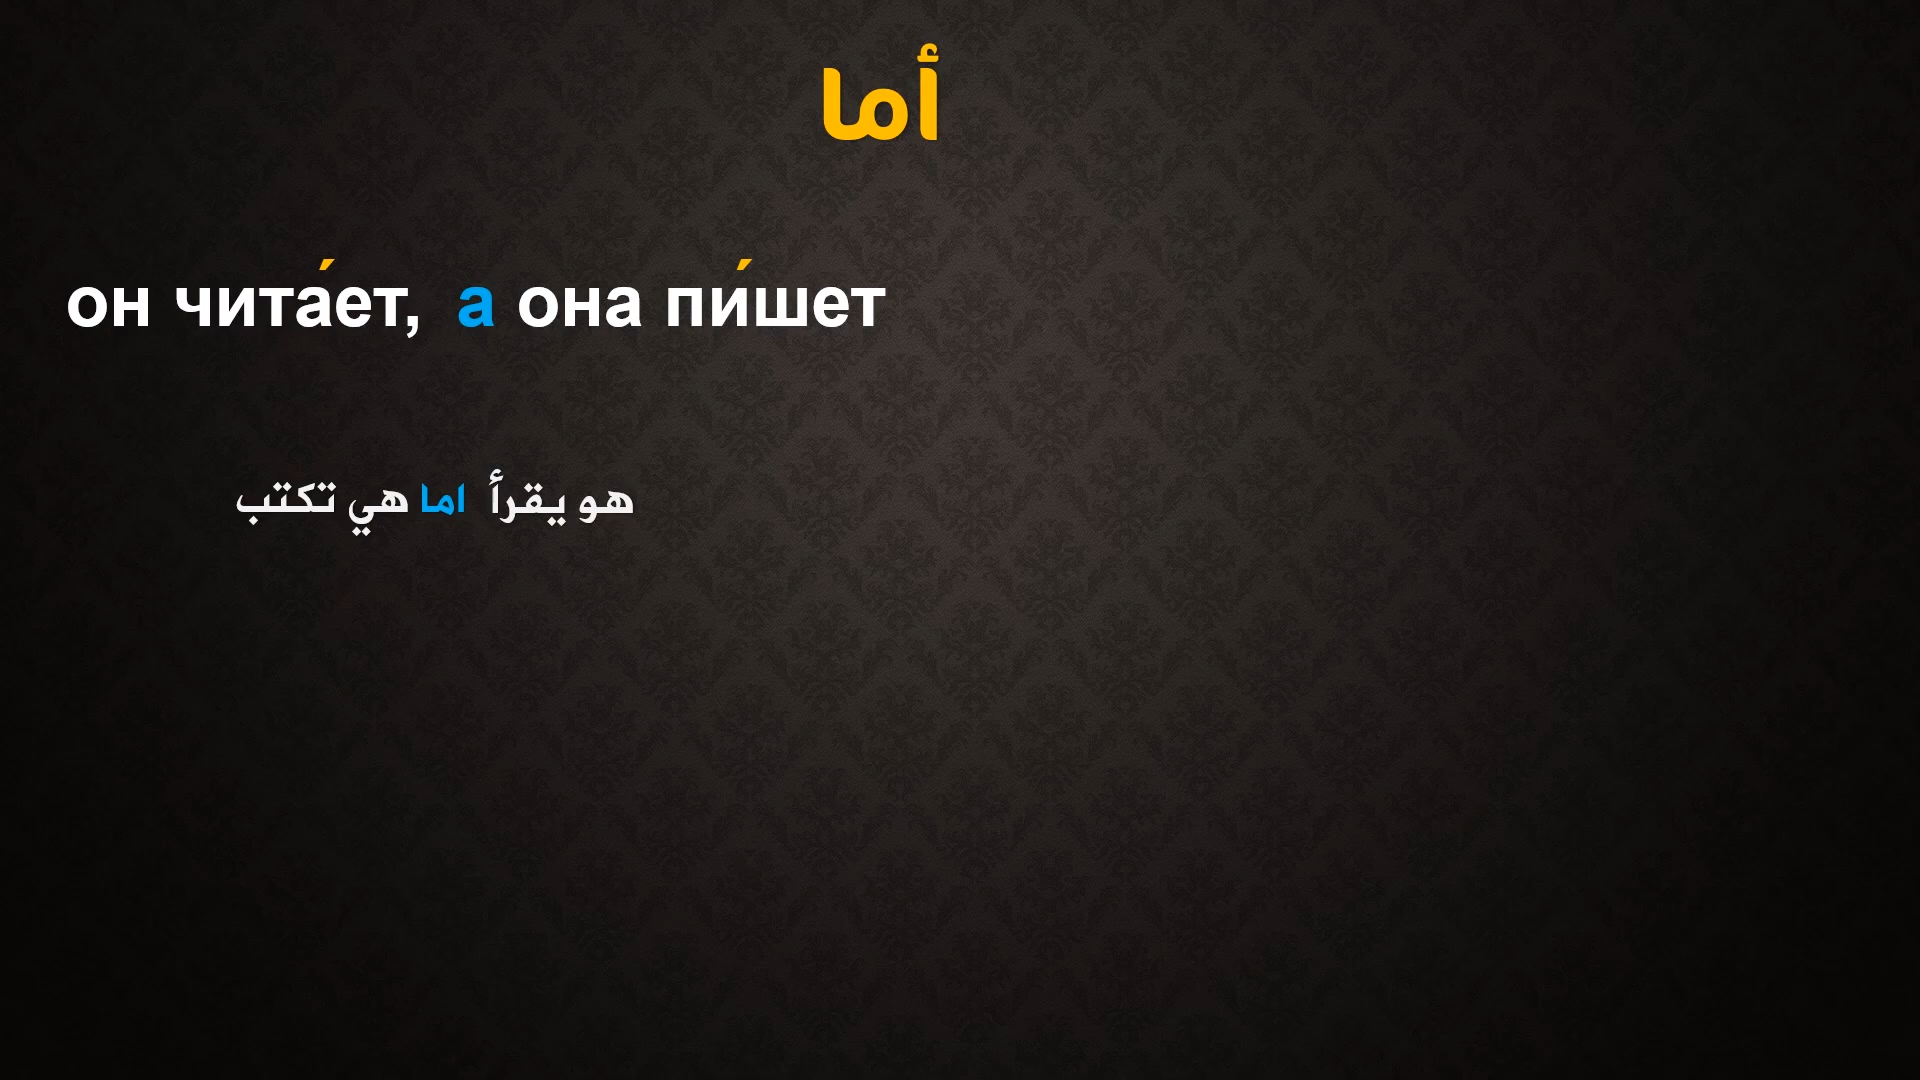 أما
он чита́ет, а она пи́шет
هو يقرأ اما هي تكتب